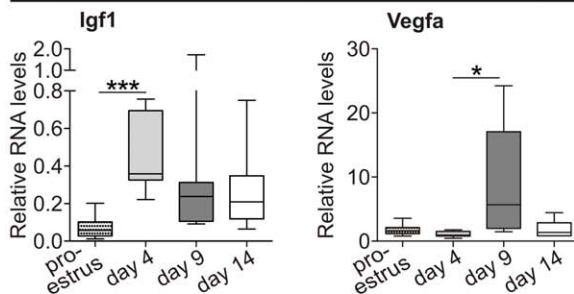 Igf1
Relative RNA levels
2.0
1.0
0.8
0.6
0.4
0.2
0.0
***
pro-
estrus
day 4
day 9
day 14
Vegfa
Relative RNA levels
30
20
10
0
*
pro-
estrus
day 4
day 9
day 14